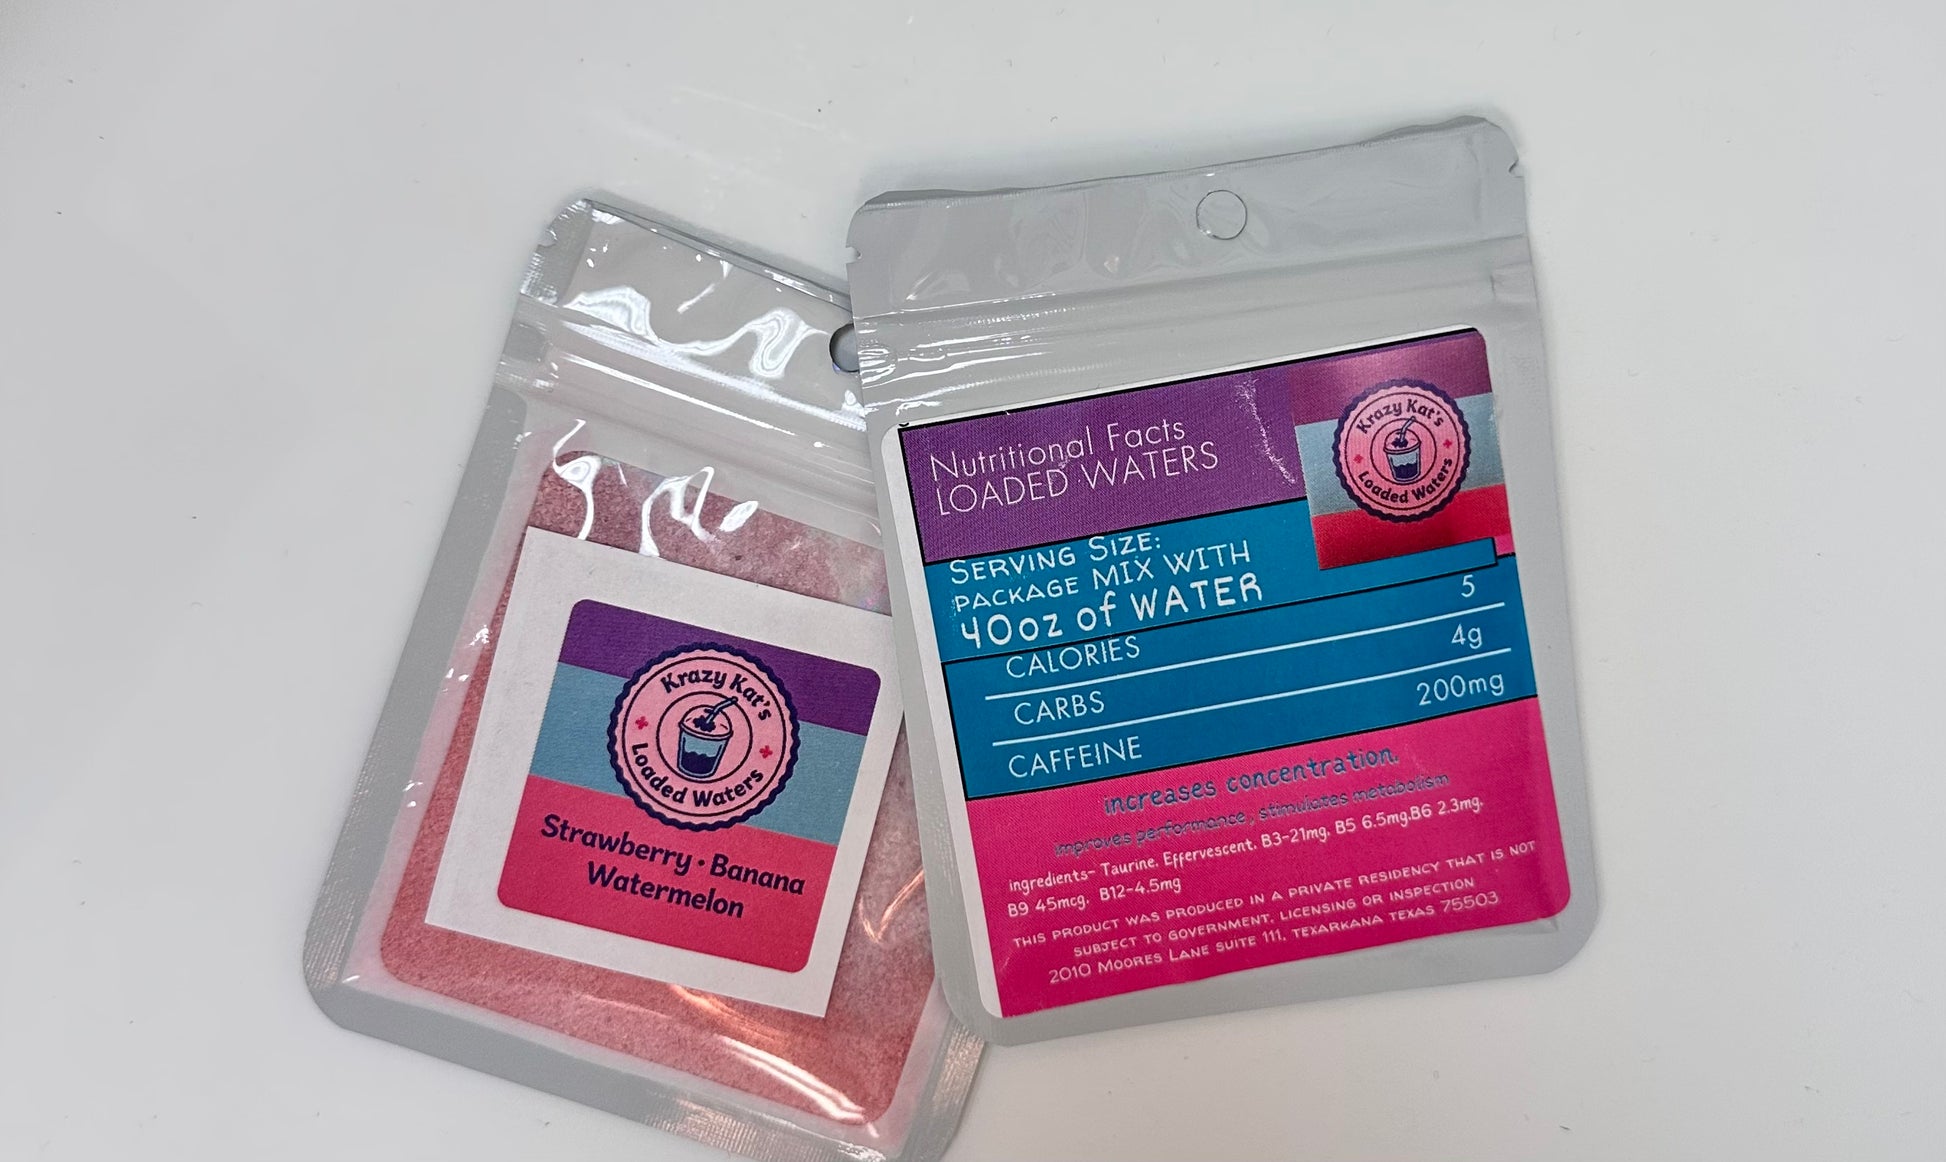 Krazy Kat's
Loaded Waters
Strawberry • Banana
Watermelon
Nutritional Facts
LOADED WATERS
Krazy Kat's
Loaded Waters
SERVING SIZE:
PACKAGE MIX WITH
40oz of WATER
CALORIES 5
CARBS 4g
CAFFEINE 200mg
increases concentration.
improves performance, stimulates metabolism
ingredients- Taurine. Effervescent. B3-21mg. B5 6.5mg.B6 2.3mg.
B9 45mcg. B12-4.5mg
THIS PRODUCT WAS PRODUCED IN A PRIVATE RESIDENCY THAT IS NOT
SUBJECT TO GOVERNMENT, LICENSING OR INSPECTION
2010 MOORES LANE SUITE 111, TEXARKANA TEXAS 75503